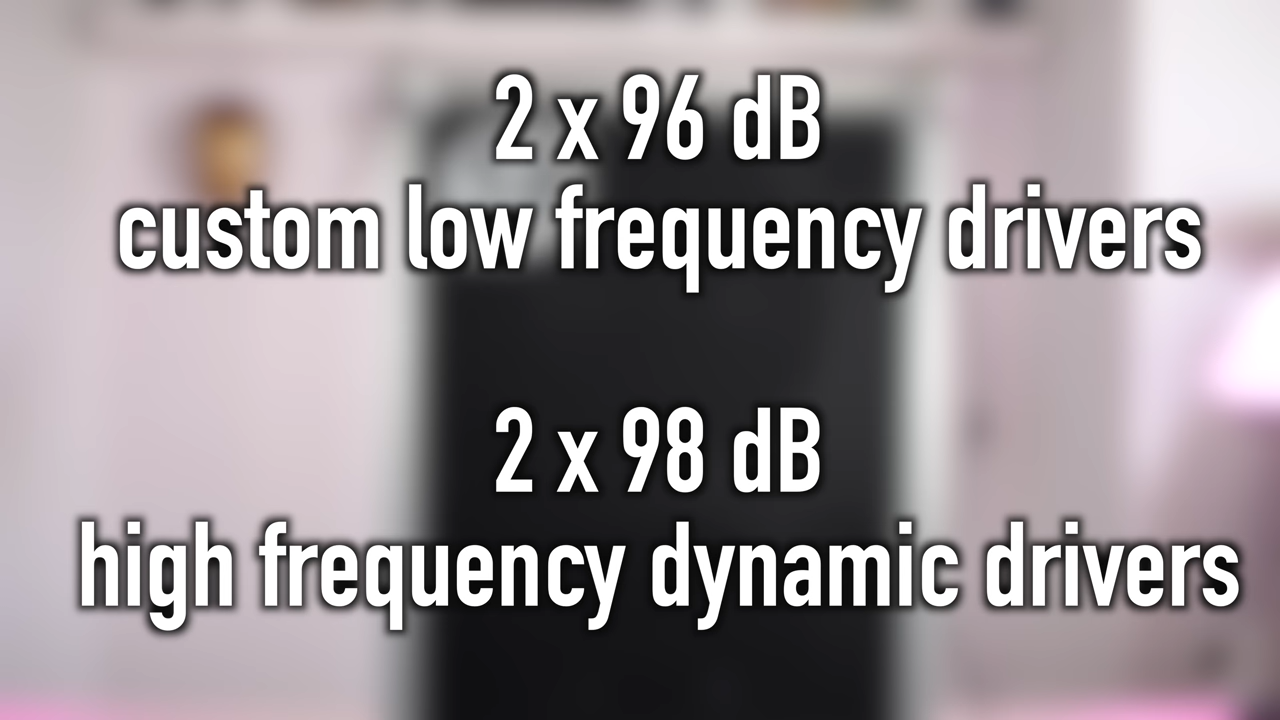 2 x 96 dB
custom low frequency drivers
2 x 98 dB
high frequency dynamic drivers